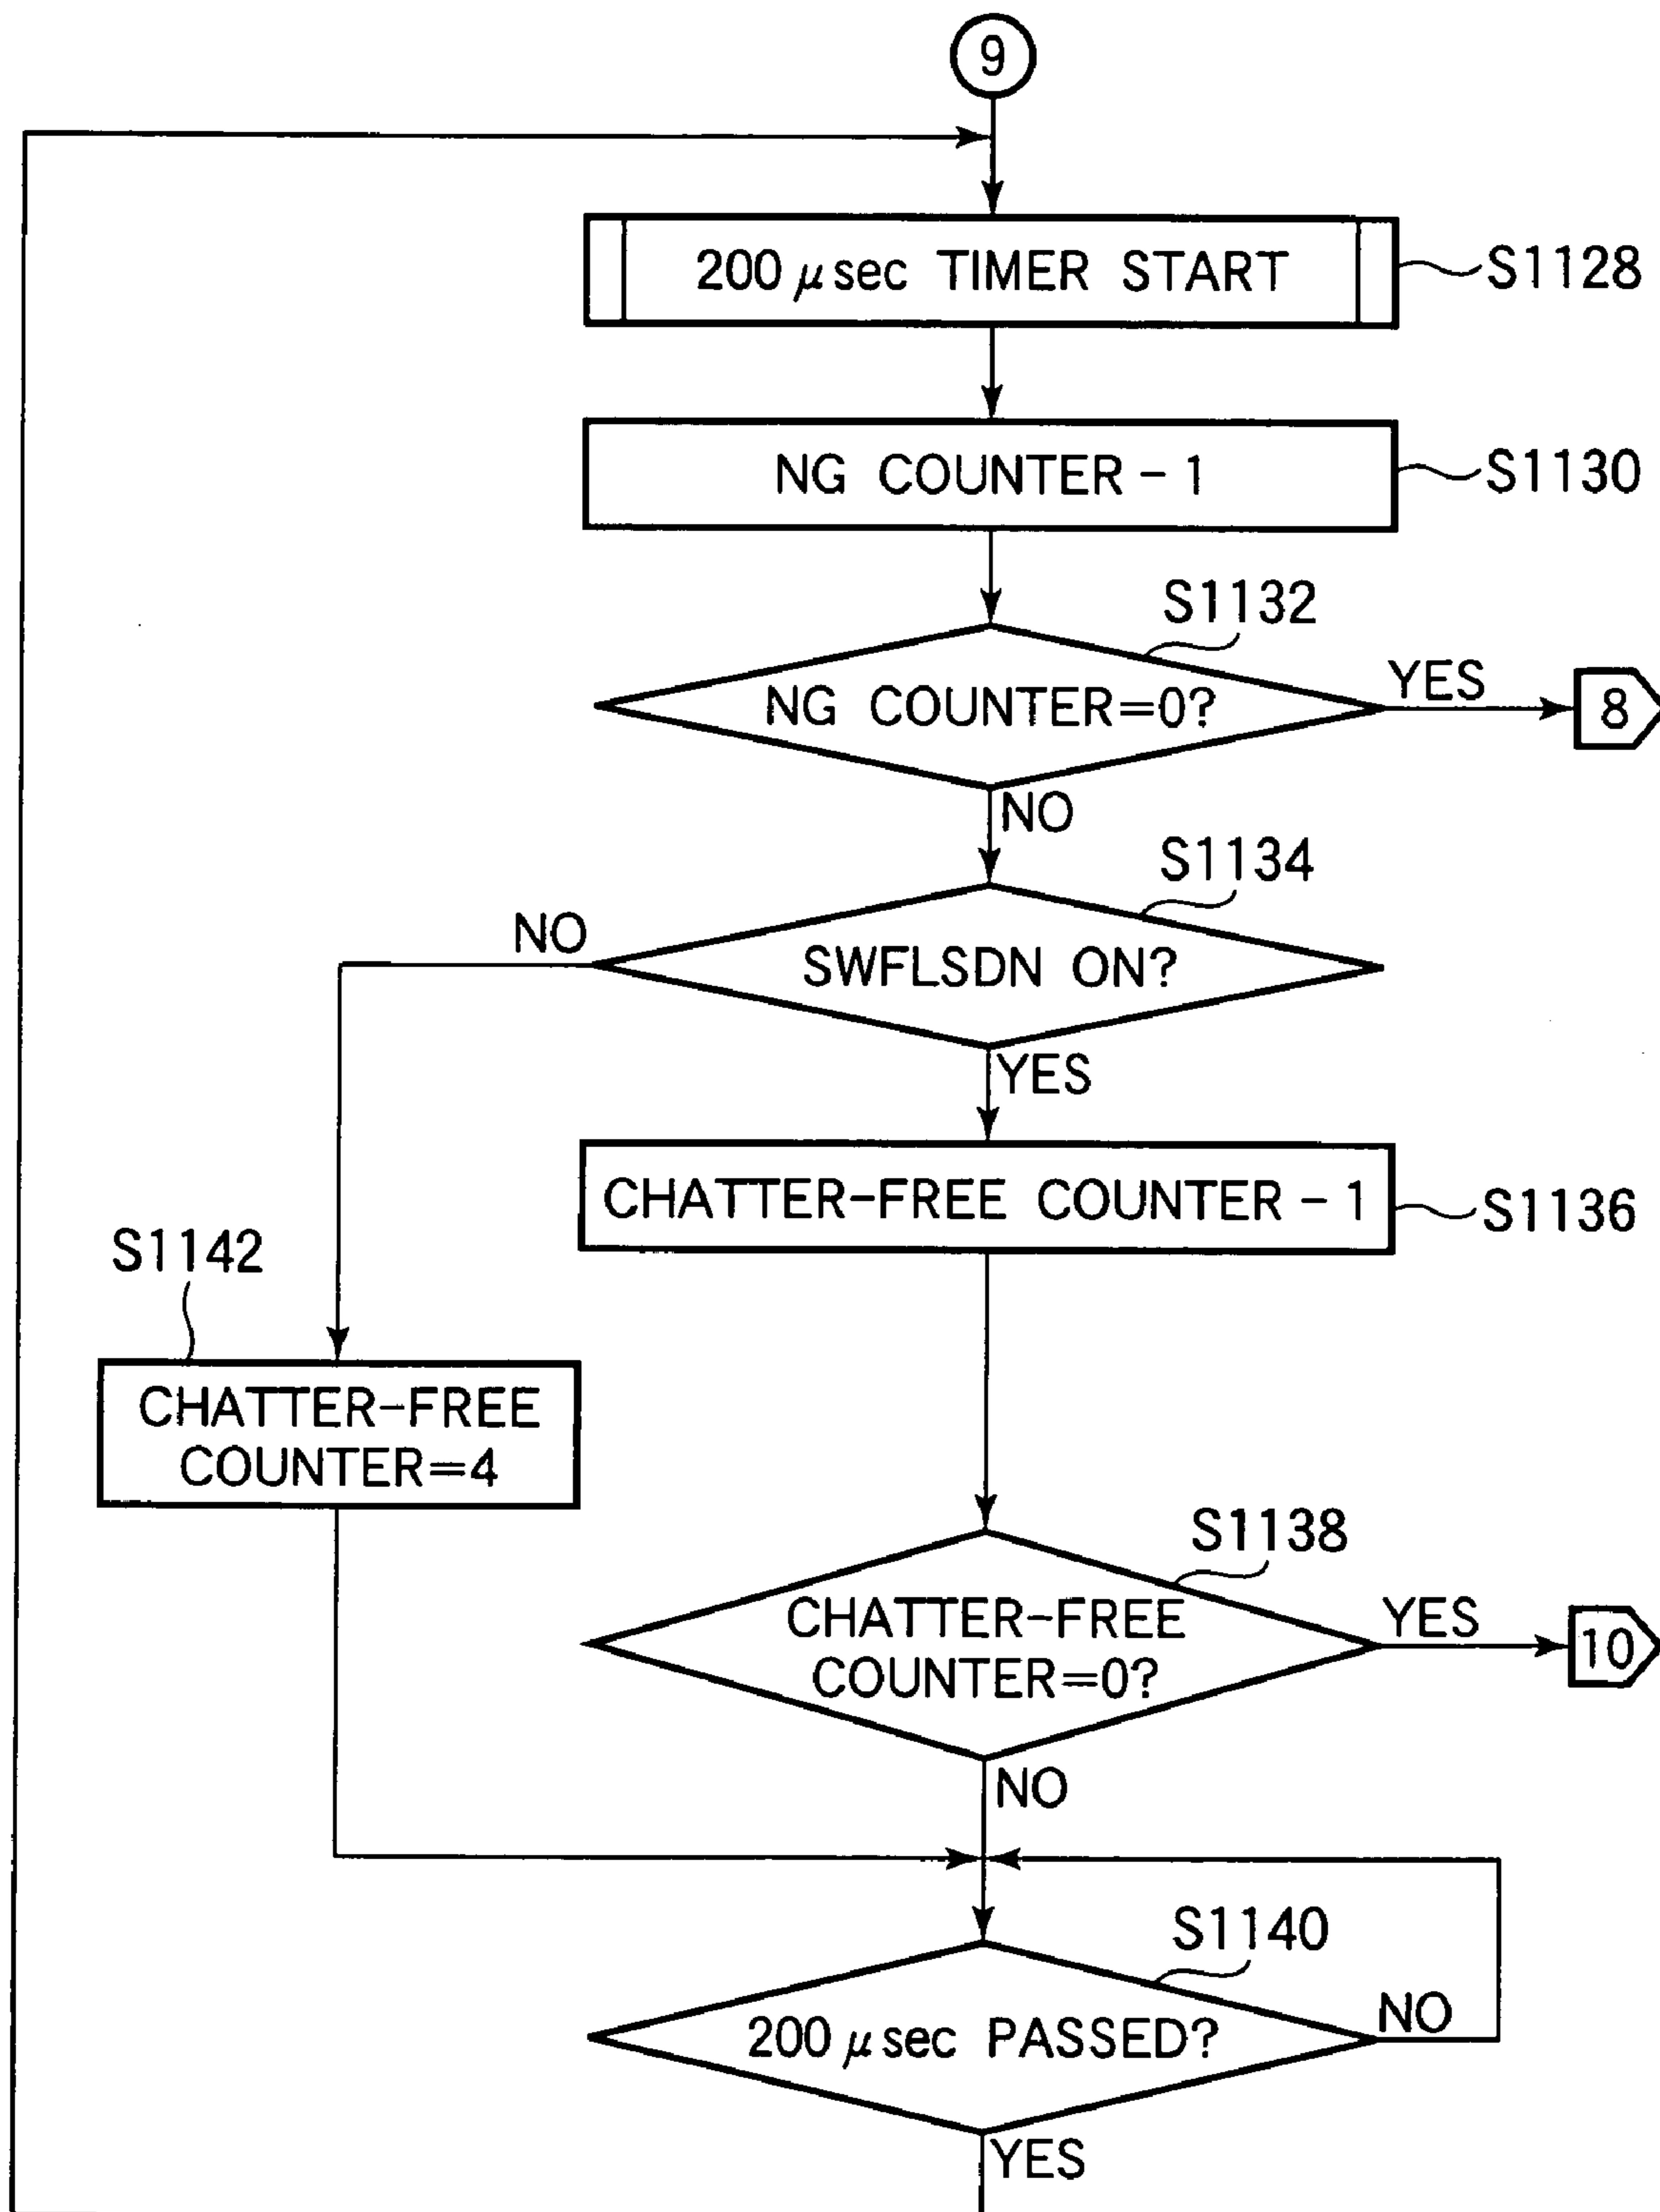 9
200 μsec TIMER START
S1128
NG COUNTER-1
S1130
S1132
NG COUNTER=0?
YES
8
NO
S1134
NO
SWFLSDN ON?
YES
CHATTER-FREE COUNTER-1
S1136
S1142
CHATTER-FREE
COUNTER=4
S1138
CHATTER-FREE
COUNTER=0?
YES
10
NO
S1140
200 μsec PASSED?
NO
YES